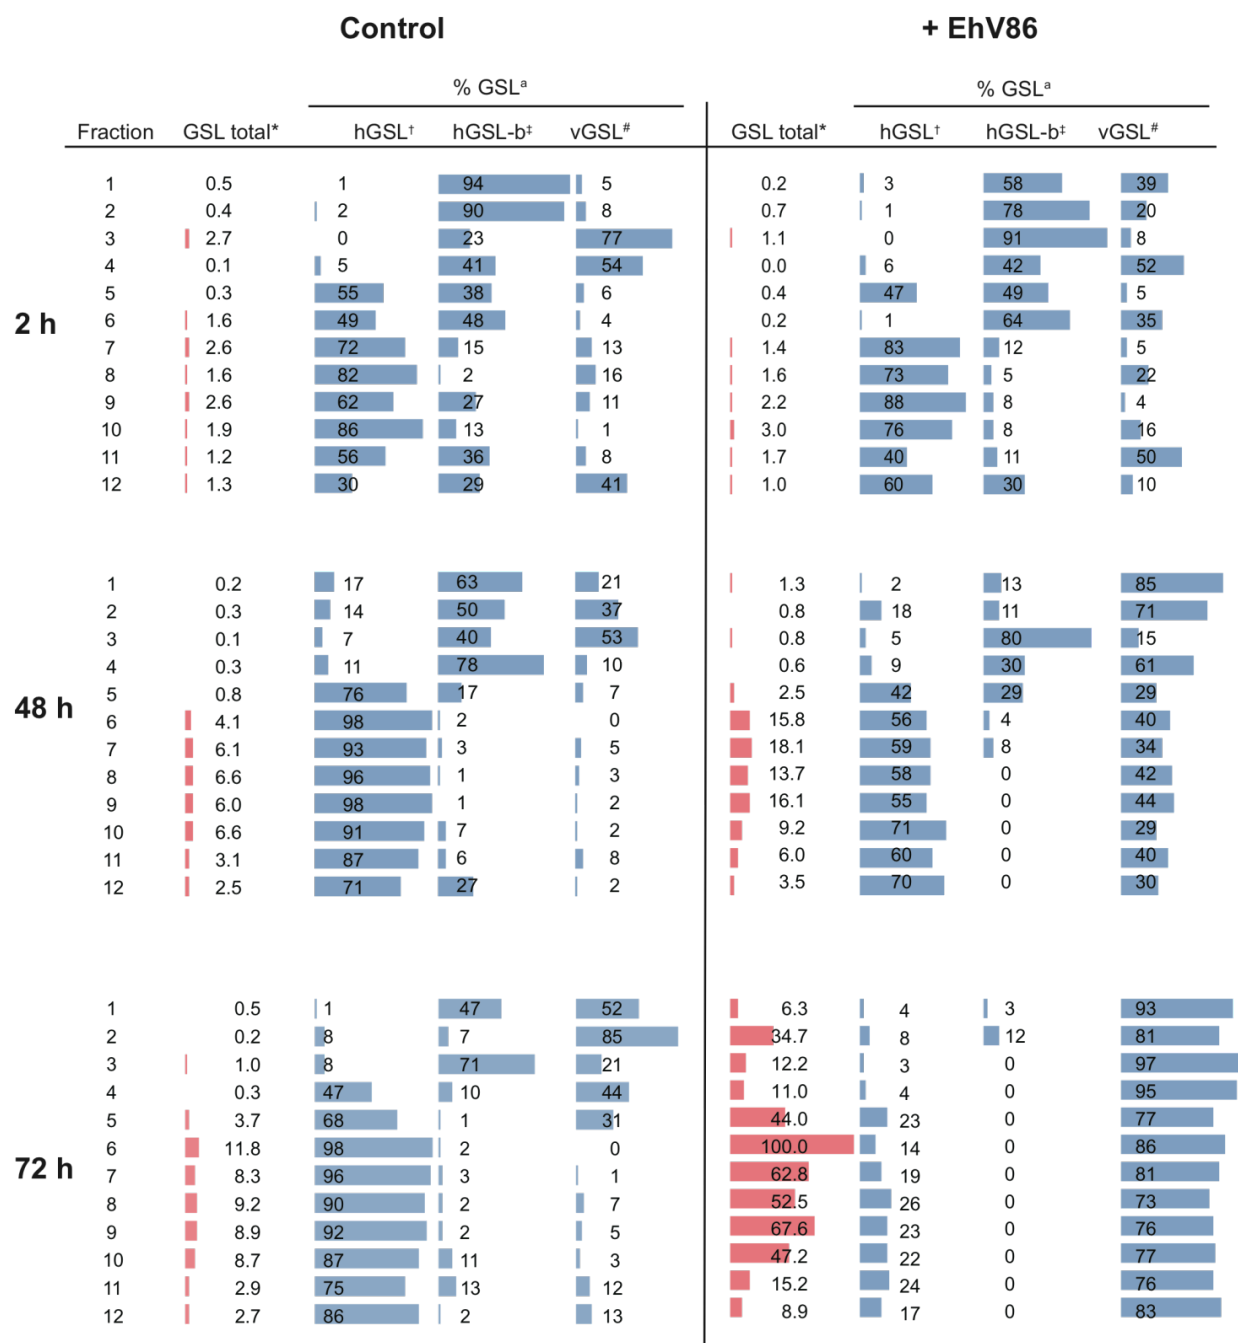 Control + EhV86
% GSLᵃ % GSLᵃ
Fraction GSL total* hGSL† hGSL-b‡ vGSL# GSL total* hGSL† hGSL-b‡ vGSL#
2 h
1 0.5 1 94 5 0.2 3 58 39
2 0.4 2 90 8 0.7 1 78 20
3 2.7 0 23 77 1.1 0 91 8
4 0.1 5 41 54 0.0 6 42 52
5 0.3 55 38 6 0.4 47 49 5
6 1.6 49 48 4 0.2 1 64 35
7 2.6 72 15 13 1.4 83 12 5
8 1.6 82 2 16 1.6 73 5 22
9 2.6 62 27 11 2.2 88 8 4
10 1.9 86 13 1 3.0 76 8 16
11 1.2 56 36 8 1.7 40 11 50
12 1.3 30 29 41 1.0 60 30 10
48 h
1 0.2 17 63 21 1.3 2 13 85
2 0.3 14 50 37 0.8 18 11 71
3 0.1 7 40 53 0.8 5 80 15
4 0.3 11 78 10 0.6 9 30 61
5 0.8 76 17 7 2.5 42 29 29
6 4.1 98 2 0 15.8 56 4 40
7 6.1 93 3 5 18.1 59 8 34
8 6.6 96 1 3 13.7 58 0 42
9 6.0 98 1 2 16.1 55 0 44
10 6.6 91 7 2 9.2 71 0 29
11 3.1 87 6 8 6.0 60 0 40
12 2.5 71 27 2 3.5 70 0 30
72 h
1 0.5 1 47 52 6.3 4 3 93
2 0.2 8 7 85 34.7 8 12 81
3 1.0 8 71 21 12.2 3 0 97
4 0.3 47 10 44 11.0 4 0 95
5 3.7 68 1 31 44.0 23 0 77
6 11.8 98 2 0 100.0 14 0 86
7 8.3 96 3 1 62.8 19 0 81
8 9.2 90 2 7 52.5 26 0 73
9 8.9 92 2 5 67.6 23 0 76
10 8.7 87 11 3 47.2 22 0 77
11 2.9 75 13 12 15.2 24 0 76
12 2.7 86 2 13 8.9 17 0 83